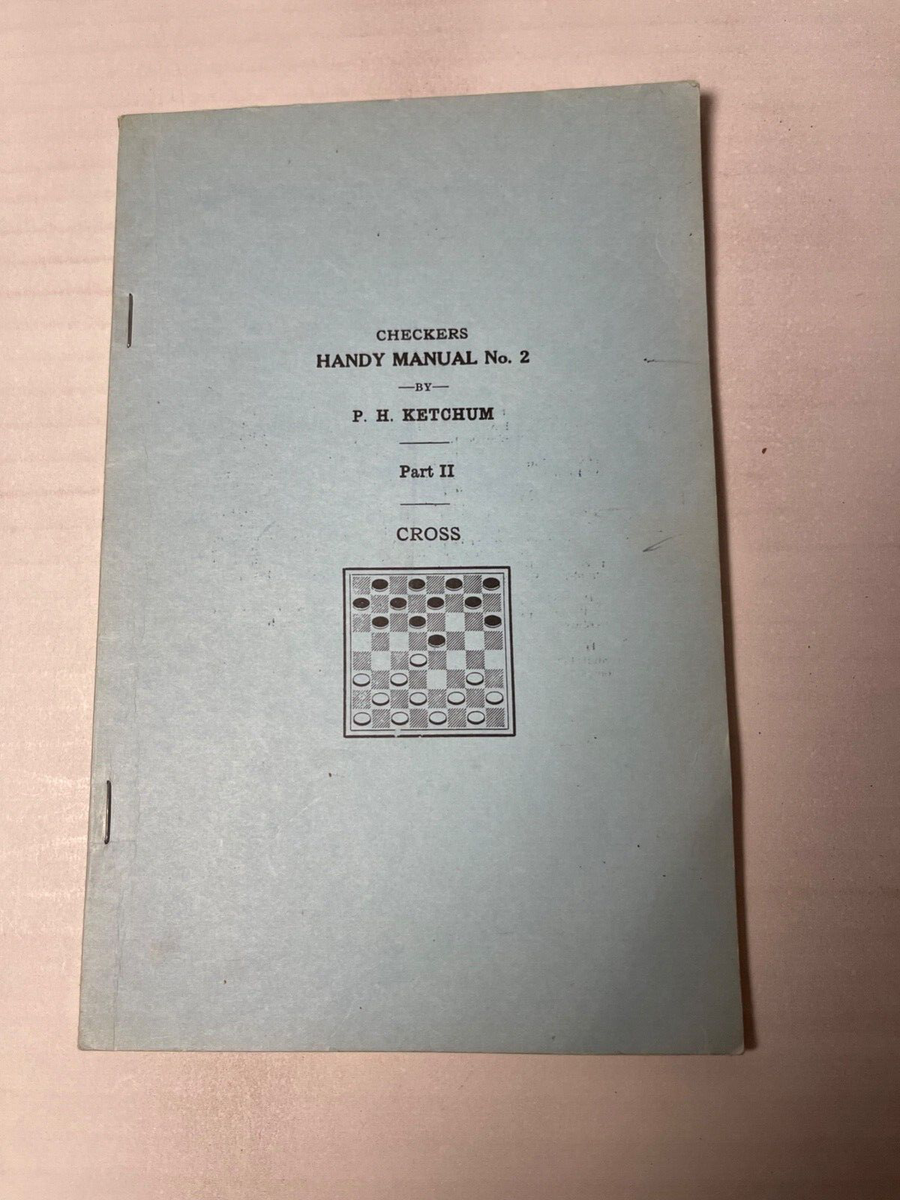 CHECKERS
HANDY MANUAL No. 2
—BY—
P. H. KETCHUM
Part II
CROSS